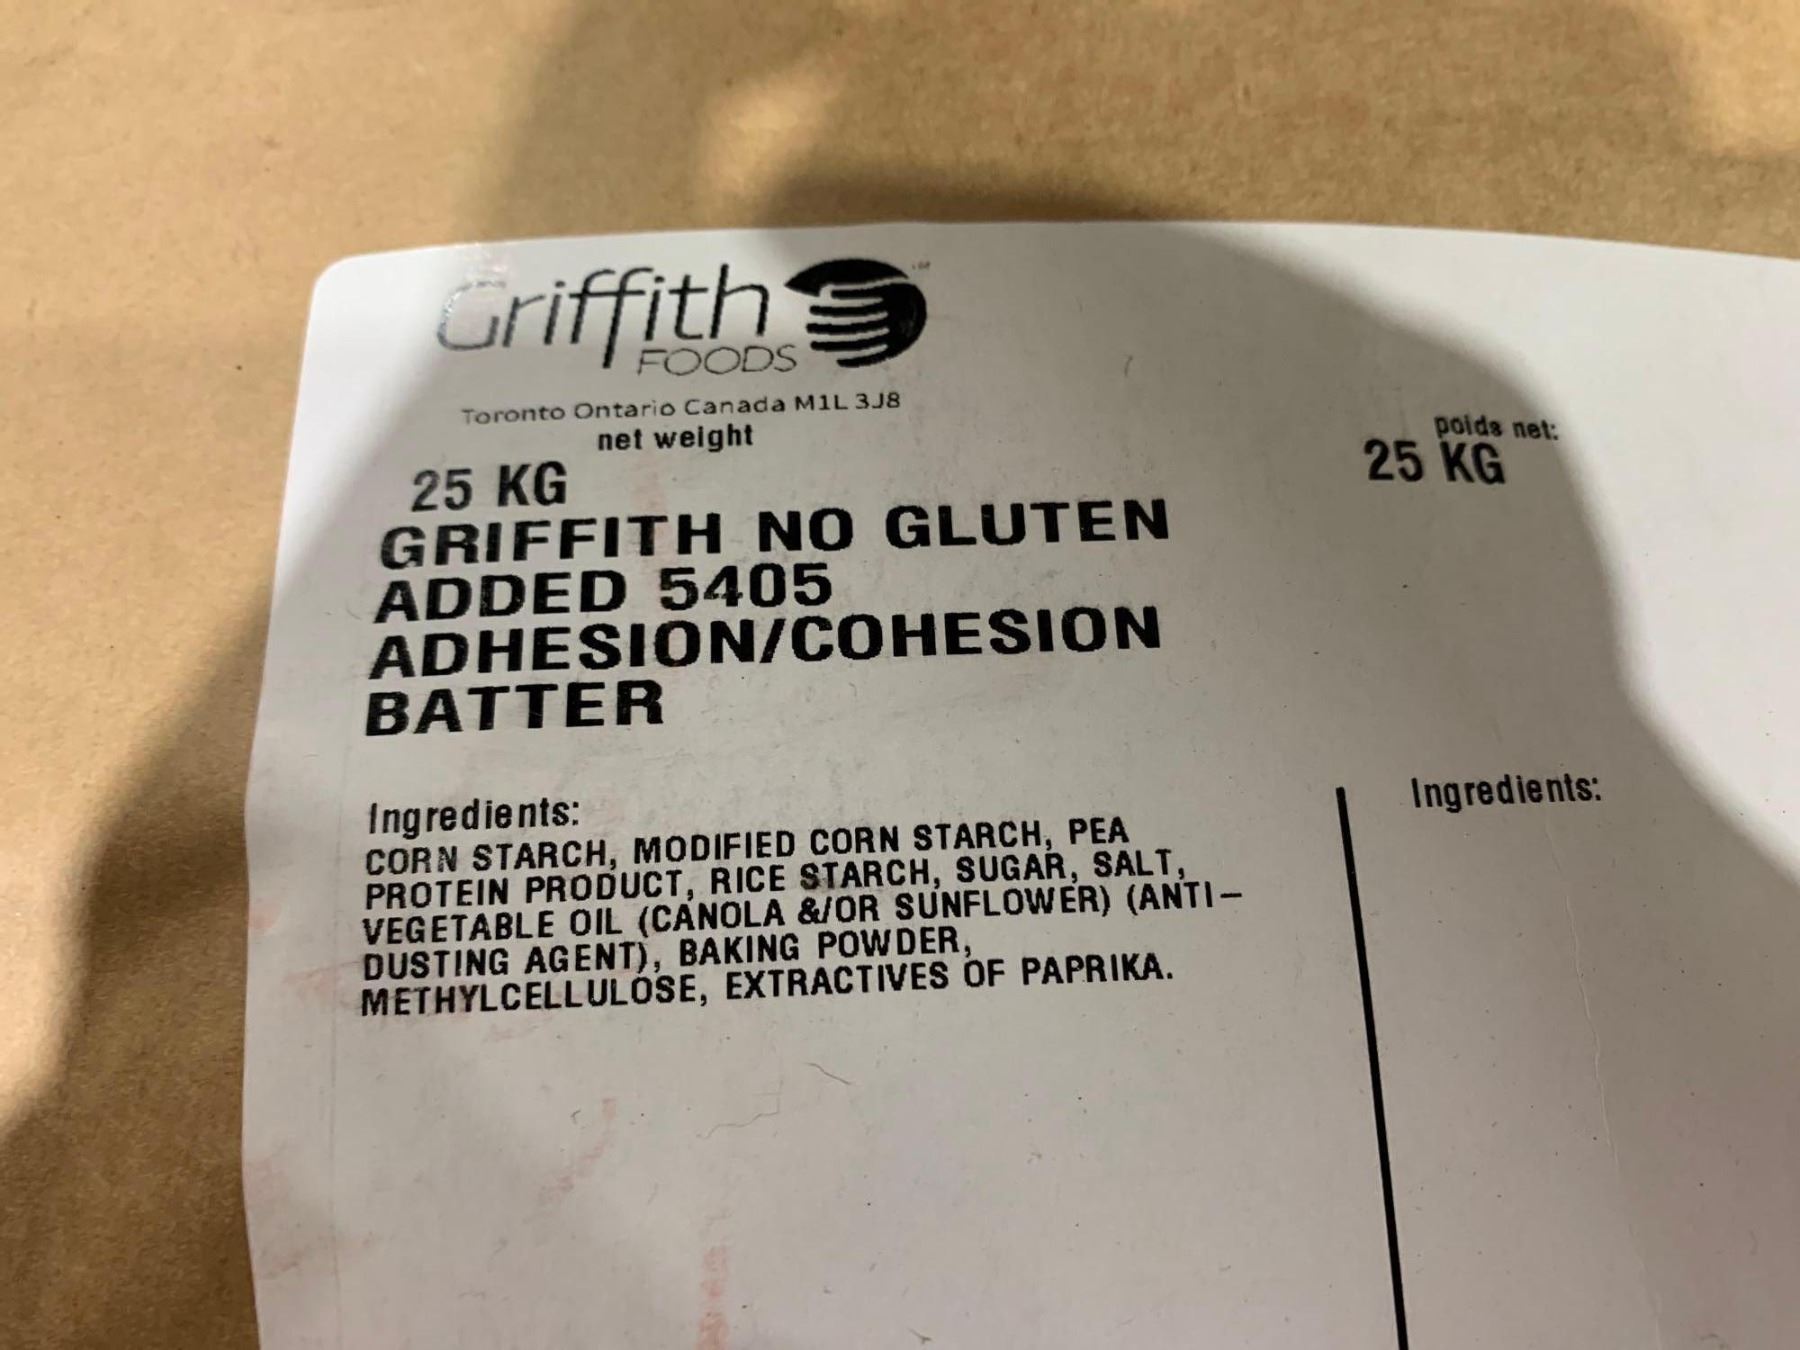 Griffith
FOODS
Toronto Ontario Canada M1L 3J8
net weight
25 KG
poids net:
25 KG
GRIFFITH NO GLUTEN
ADDED 5405
ADHESION/COHESION
BATTER
Ingredients:
CORN STARCH, MODIFIED CORN STARCH, PEA
PROTEIN PRODUCT, RICE STARCH, SUGAR, SALT,
VEGETABLE OIL (CANOLA &/OR SUNFLOWER) (ANTI-
DUSTING AGENT), BAKING POWDER,
METHYLCELLULOSE, EXTRACTIVES OF PAPRIKA.
Ingredients: